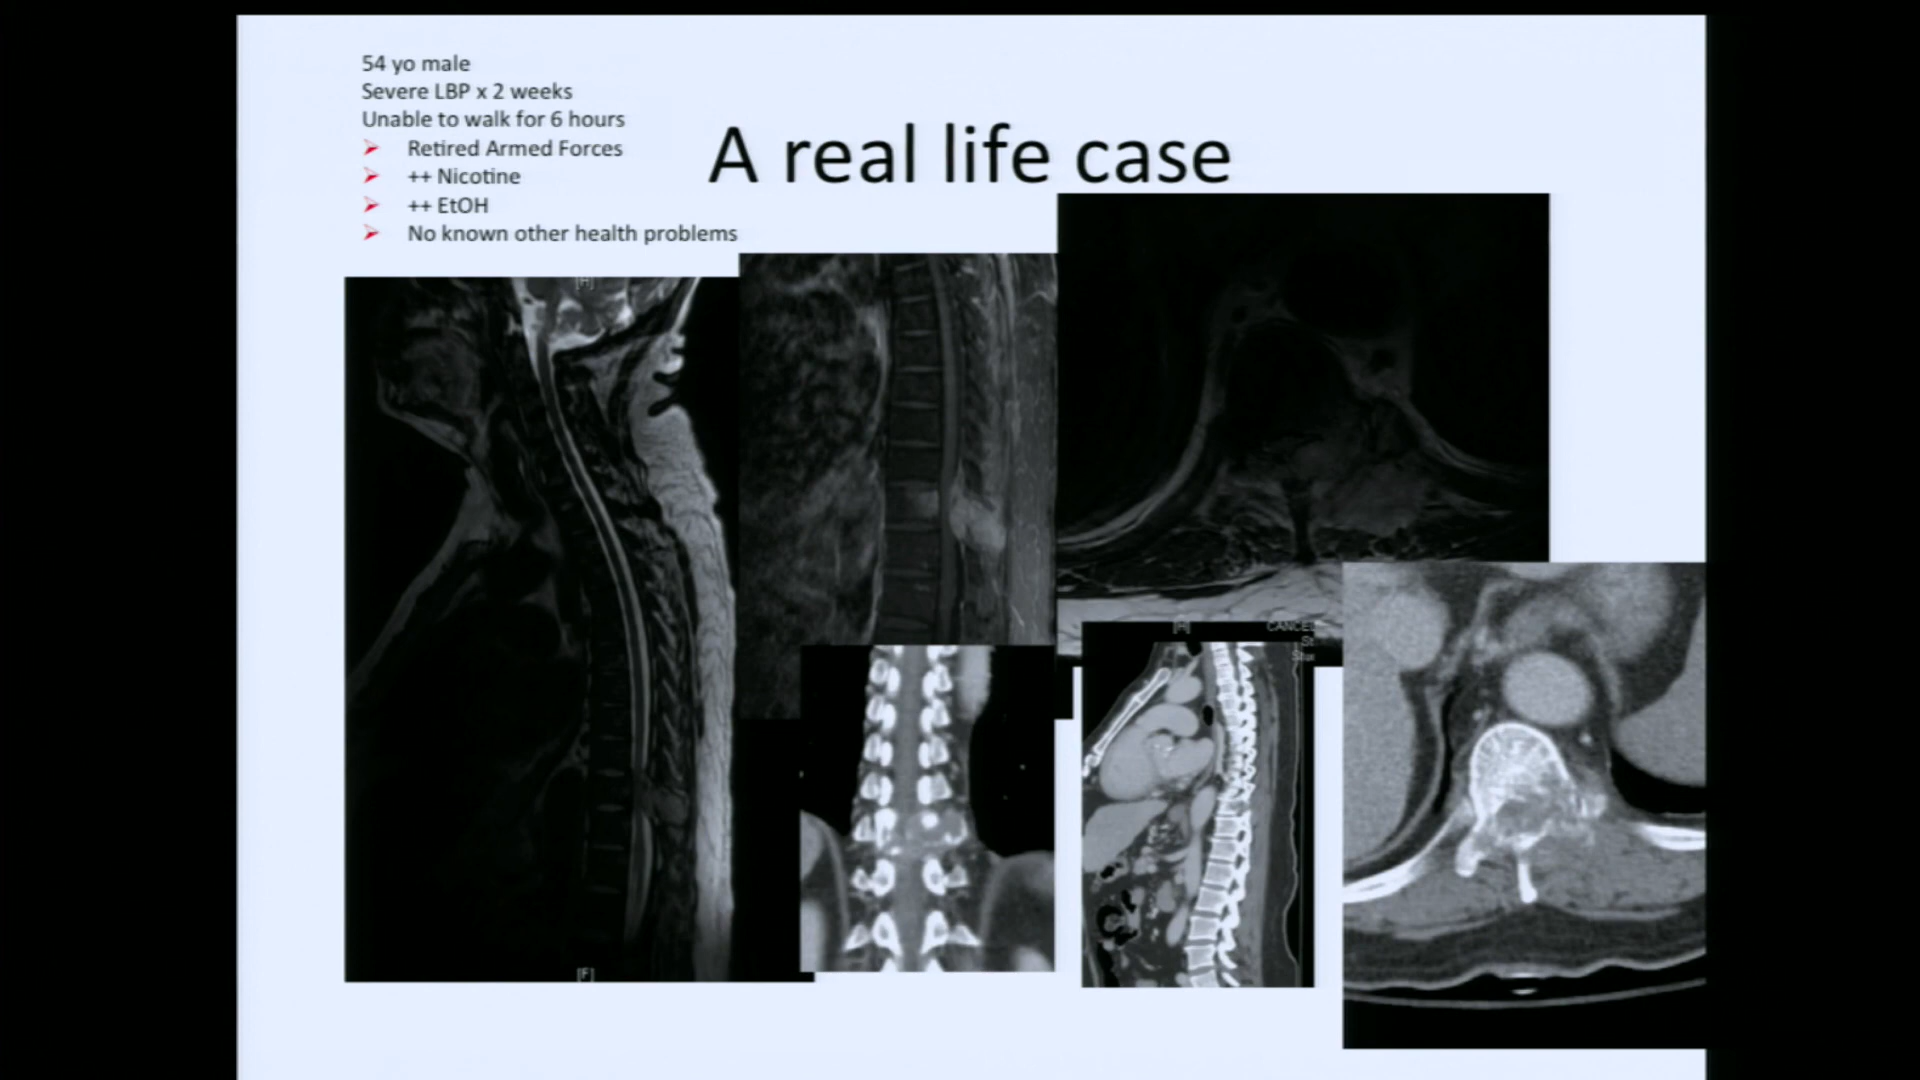 54 yo male
Severe LBP x 2 weeks
Unable to walk for 6 hours
➢ Retired Armed Forces
➢ ++ Nicotine
➢ ++ EtOH
➢ No known other health problems
A real life case
[H]
[H]
[F]